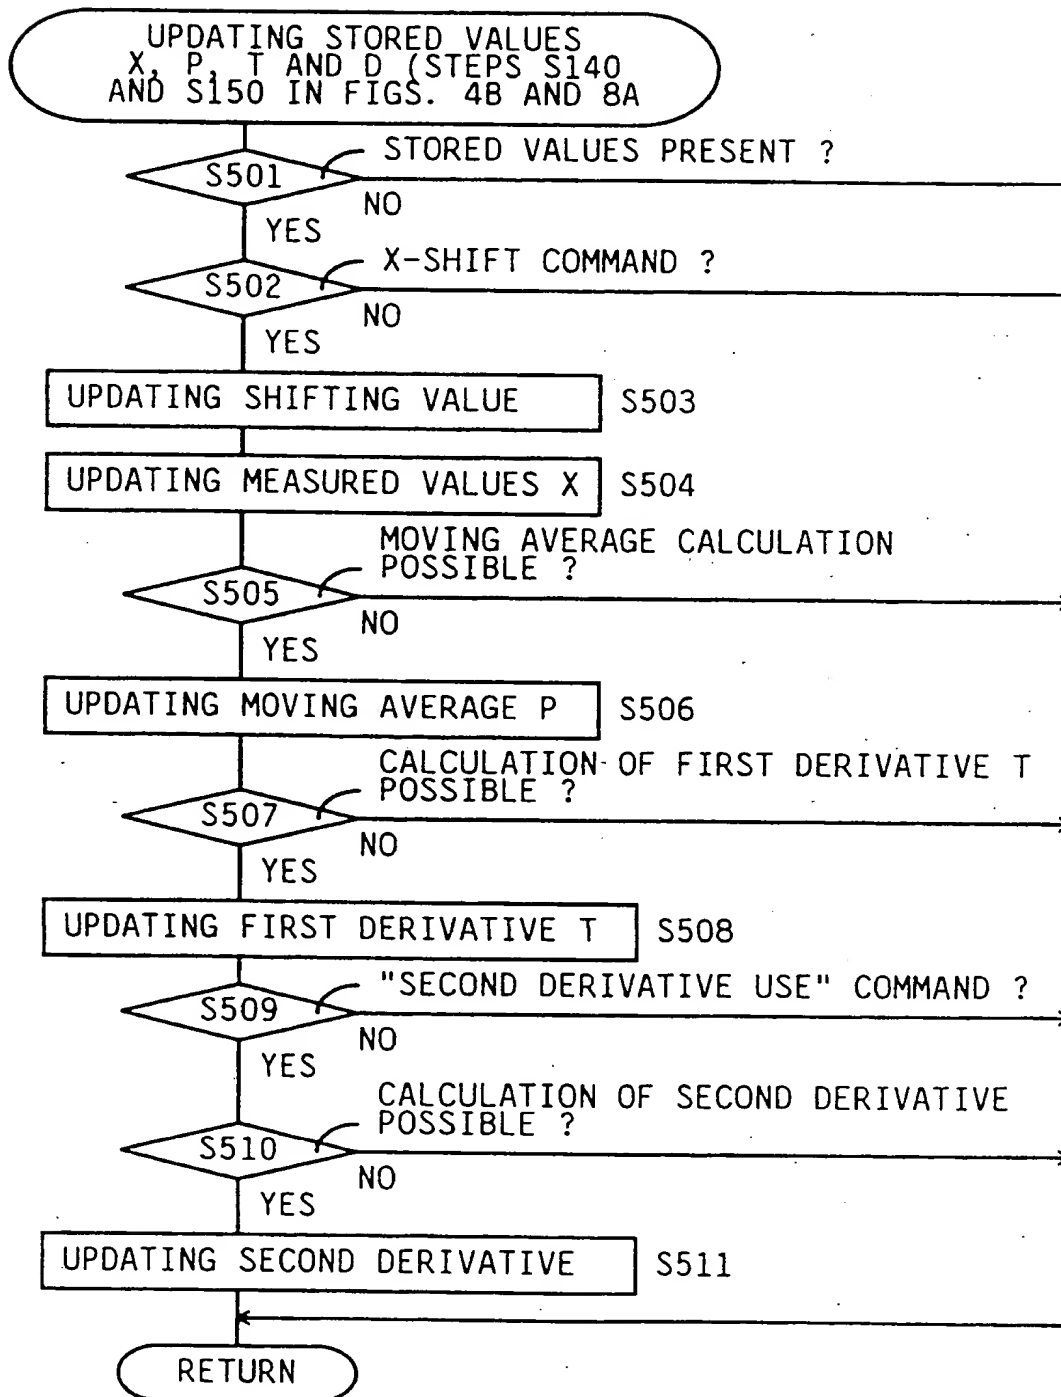 UPDATING STORED VALUES
X, P, T AND D (STEPS S140
AND S150 IN FIGS. 4B AND 8A
STORED VALUES PRESENT ?
S501
NO
YES
X-SHIFT COMMAND ?
S502
NO
YES
UPDATING SHIFTING VALUE S503
UPDATING MEASURED VALUES X S504
MOVING AVERAGE CALCULATION
POSSIBLE ?
S505
NO
YES
UPDATING MOVING AVERAGE P S506
CALCULATION OF FIRST DERIVATIVE T
POSSIBLE ?
S507
NO
YES
UPDATING FIRST DERIVATIVE T S508
"SECOND DERIVATIVE USE" COMMAND ?
S509
NO
YES
CALCULATION OF SECOND DERIVATIVE
POSSIBLE ?
S510
NO
YES
UPDATING SECOND DERIVATIVE S511
RETURN